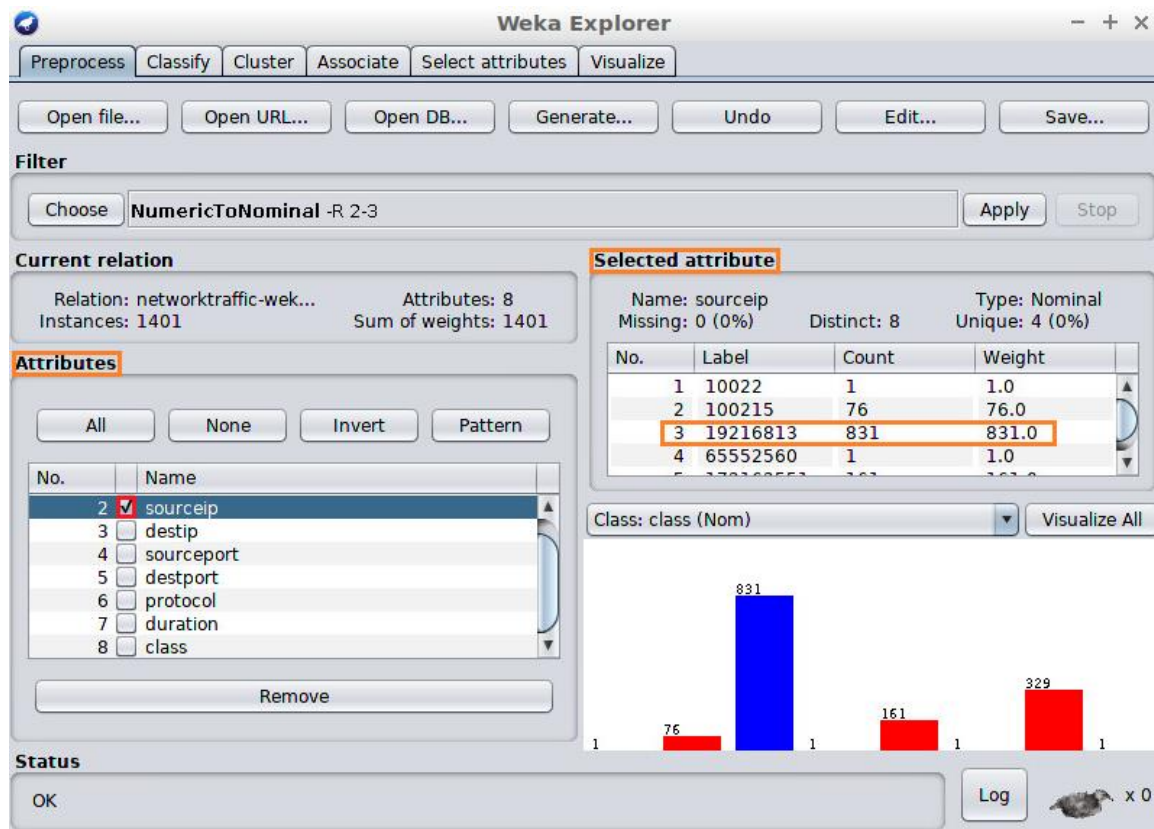 Weka Explorer
Preprocess Classify Cluster Associate Select attributes Visualize
Open file... Open URL... Open DB... Generate... Undo Edit... Save...
Filter
Choose NumericToNominal -R 2-3 Apply Stop
Current relation
Relation: networktraffic-wek... Attributes: 8
Instances: 1401 Sum of weights: 1401
Attributes
All None Invert Pattern
No. Name
2 sourceip
3 destip
4 sourceport
5 destport
6 protocol
7 duration
8 class
Remove
Selected attribute
Name: sourceip Type: Nominal
Missing: 0 (0%) Distinct: 8 Unique: 4 (0%)
No. Label Count Weight
1 10022 1 1.0
2 100215 76 76.0
3 19216813 831 831.0
4 65552560 1 1.0
Class: class (Nom) Visualize All
1 76 831 1 161 1 329 1
Status
OK
Log x 0